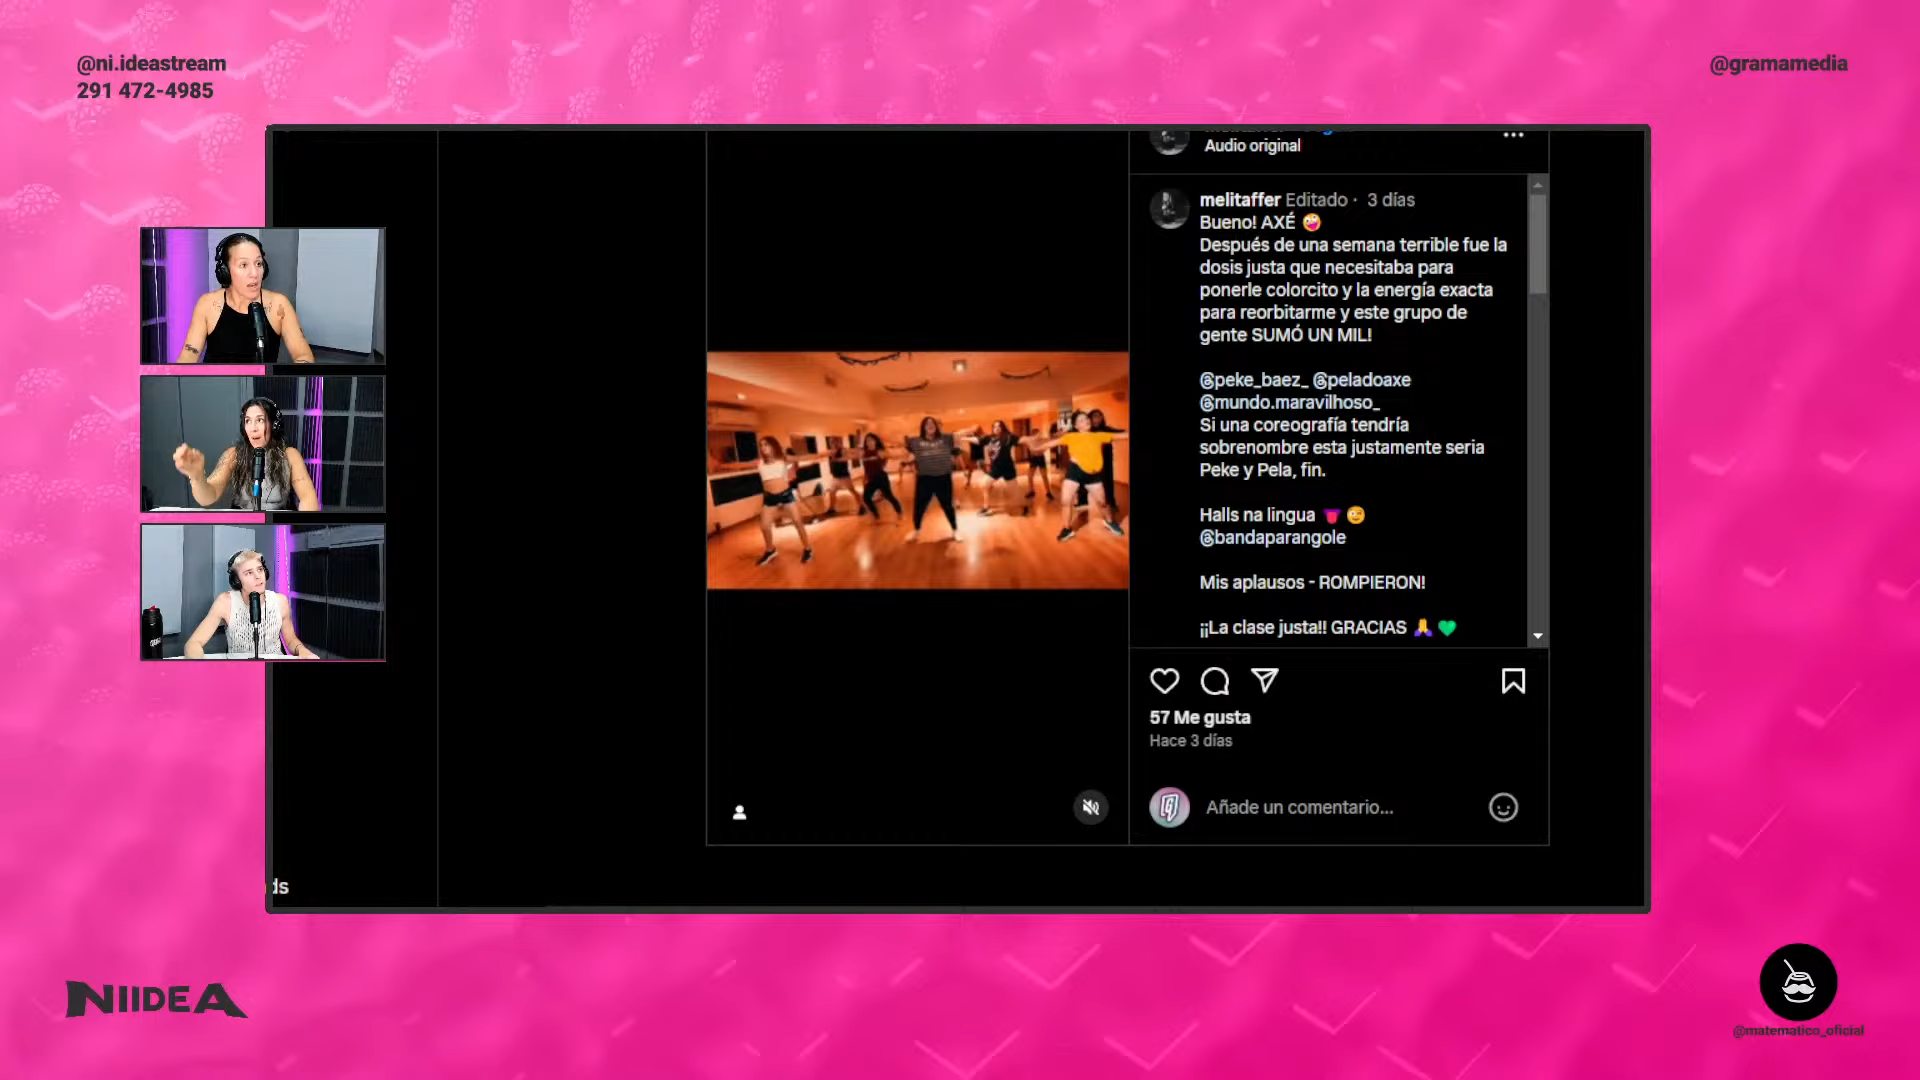 @ni.ideastream
291 472-4985
@gramamedia
Audio original
melitaffer Editado · 3 días
Bueno! AXÉ 🤪
Después de una semana terrible fue la
dosis justa que necesitaba para
ponerle colorcito y la energía exacta
para reorbitarme y este grupo de
gente SUMÓ UN MIL!
@peke_baez_ @peladoaxe
@mundo.maravilhoso_
Si una coreografía tendría
sobrenombre esta justamente seria
Peke y Pela, fin.
Halls na lingua 👅 😉
@bandaparangole
Mis aplausos - ROMPIERON!
¡¡La clase justa!! GRACIAS 🙏 💚
57 Me gusta
Hace 3 días
Añade un comentario...
ds
NIIDEA
@matematico_oficial